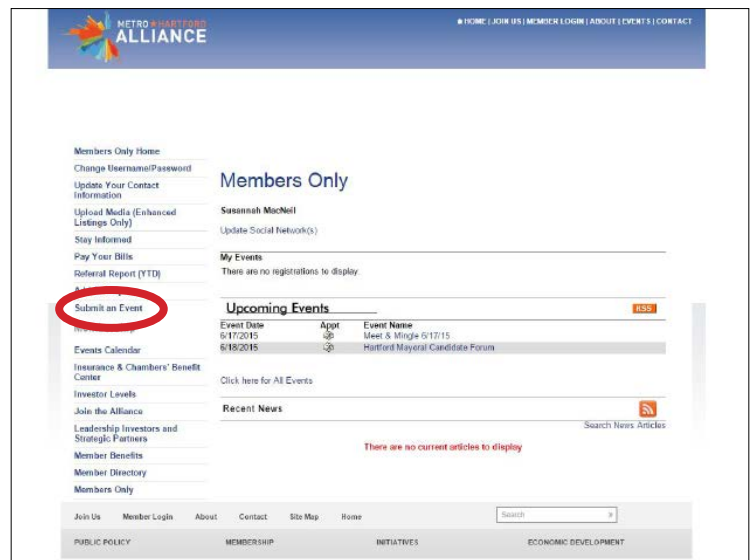 METRO HARTFORD
ALLIANCE
HOME | JOIN US | MEMBER LOGIN | ABOUT | EVENTS | CONTACT
Members Only Home
Change Username/Password
Update Your Contact
Information
Upload Media (Enhanced
Listings Only)
Stay Informed
Pay Your Bills
Referral Report (YTD)
Submit an Event
Events Calendar
Insurance & Chambers' Benefit
Center
Investor Levels
Join the Alliance
Leadership Investors and
Strategic Partners
Member Benefits
Member Directory
Members Only
Members Only
Susannah MacNeil
Update Social Network(s)
My Events
There are no registrations to display.
Upcoming Events
RSS
Event Date Appt Event Name
6/17/2015 Meet & Mingle 6/17/15
6/18/2015 Hartford Mayoral Candidate Forum
Click here for All Events
Recent News
Search News Articles
There are no current articles to display
Join Us Member Login About Contact Site Map Home
Search
PUBLIC POLICY MEMBERSHIP INITIATIVES ECONOMIC DEVELOPMENT